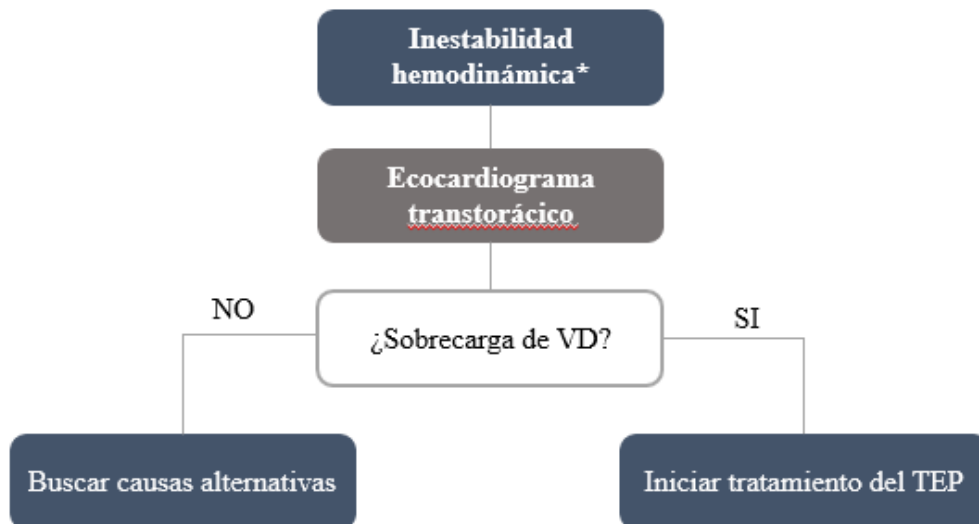 Inestabilidad
hemodinámica*
Ecocardiograma
transtorácico
NO
¿Sobrecarga de VD?
SI
Buscar causas alternativas
Iniciar tratamiento del TEP